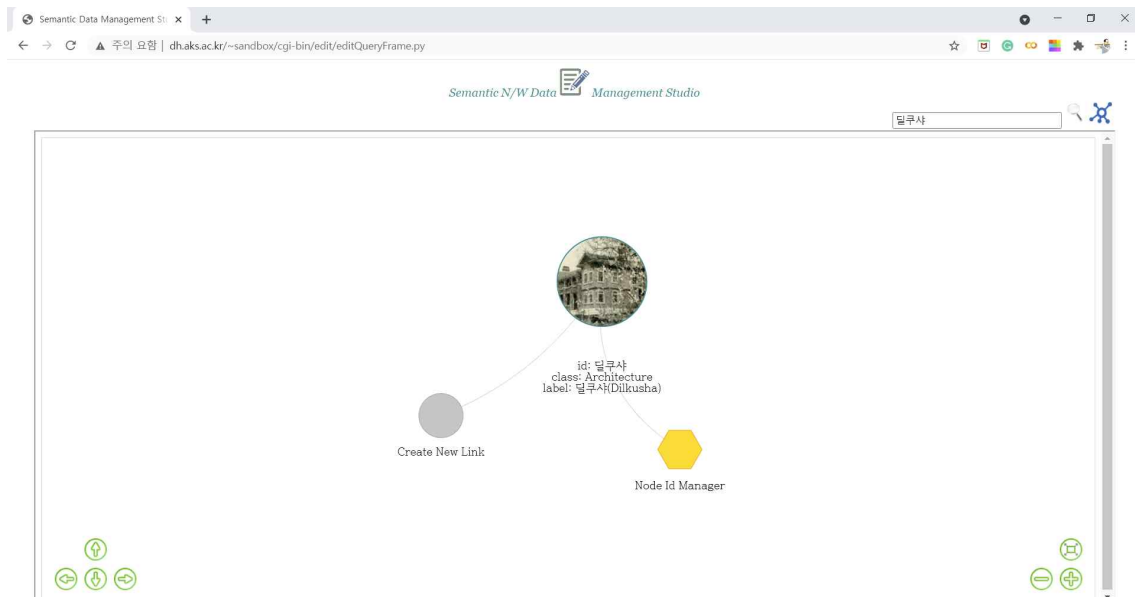 Semantic Data Management St
주의 요함 | dh.aks.ac.kr/~sandbox/cgi-bin/edit/editQueryFrame.py
Semantic N/W Data Management Studio
딜쿠샤
id: 딜쿠샤
class: Architecture
label: 딜쿠샤(Dilkusha)
Create New Link
Node Id Manager